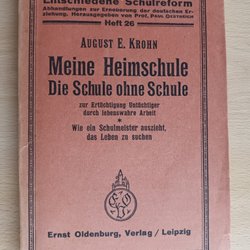 Entschiedene Schulreform
Abhandlungen zur Erneuerung der deutschen Er-
ziehung. Herausgegeben von Prof. PAUL OESTREICH
Heft 26
AUGUST E. KROHN
Meine Heimschule
Die Schule ohne Schule
zur Ertüchtigung Untüchtiger
durch lebenswahre Arbeit
*
Wie ein Schulmeister auszieht,
das Leben zu suchen
Ernst Oldenburg, Verlag / Leipzig